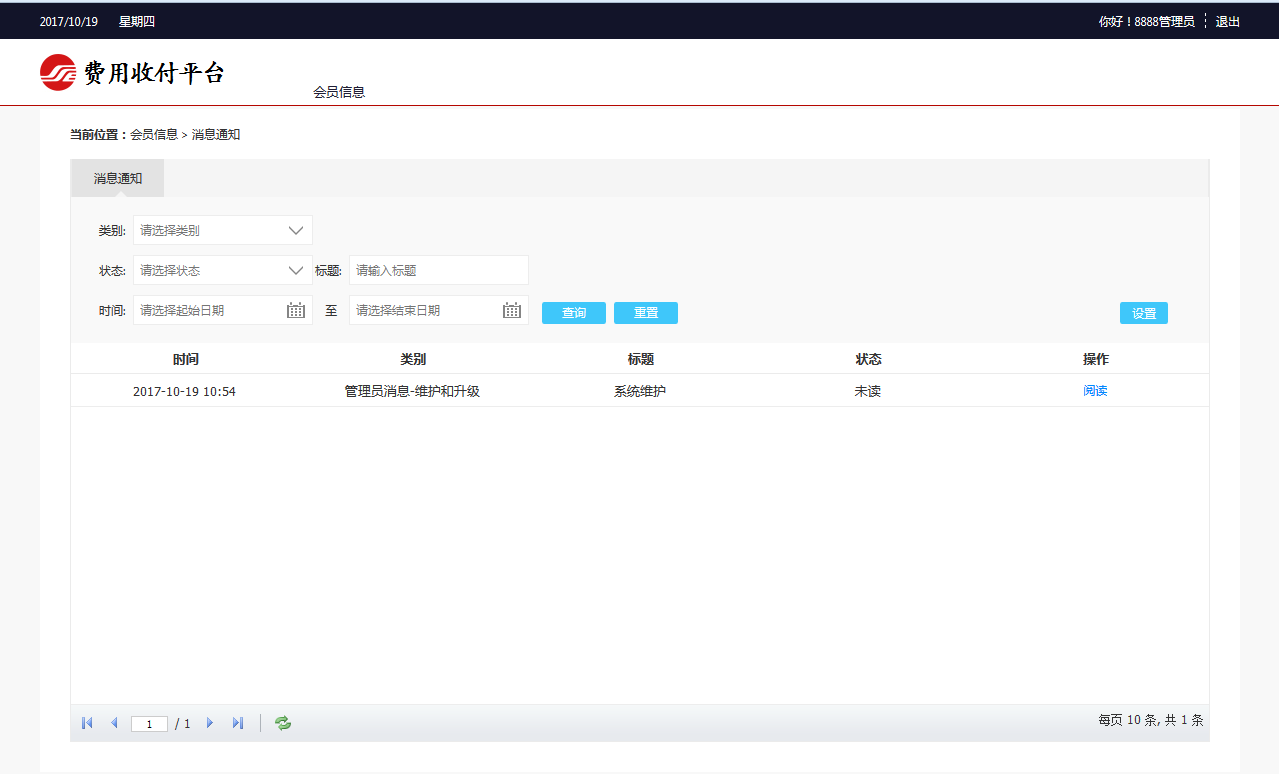 2017/10/19 星期四 你好！8888管理员 退出
费用收付平台
会员信息
当前位置：会员信息 > 消息通知
消息通知
类别: 请选择类别
状态: 请选择状态 标题: 请输入标题
时间: 请选择起始日期 至 请选择结束日期 查询 重置 设置
时间 类别 标题 状态 操作
2017-10-19 10:54 管理员消息-维护和升级 系统维护 未读 阅读
1 / 1 每页 10 条, 共 1 条